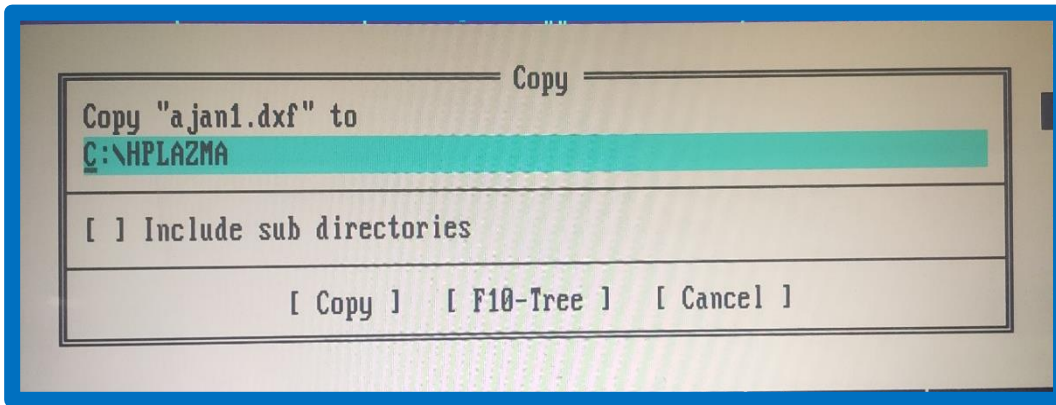 Copy
Copy "ajan1.dxf" to
C:\HPLAZMA
[ ] Include sub directories
[ Copy ] [ F10-Tree ] [ Cancel ]